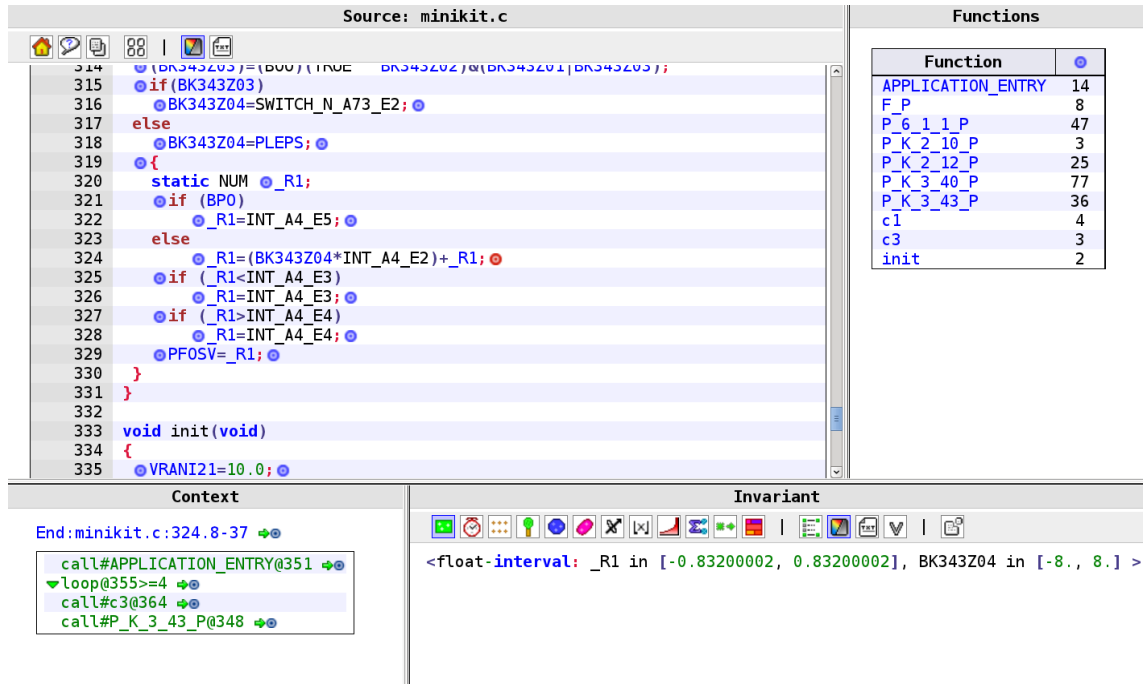 Source: minikit.c
314 (BK343Z03)=(BOO)(TRUE BK343Z02)&(BK343Z01|BK343Z03);
315 if(BK343Z03)
316 BK343Z04=SWITCH_N_A73_E2;
317 else
318 BK343Z04=PLEPS;
319 {
320 static NUM _R1;
321 if (BPO)
322 _R1=INT_A4_E5;
323 else
324 _R1=(BK343Z04*INT_A4_E2)+_R1;
325 if (_R1<INT_A4_E3)
326 _R1=INT_A4_E3;
327 if (_R1>INT_A4_E4)
328 _R1=INT_A4_E4;
329 PFOSV=_R1;
330 }
331 }
332
333 void init(void)
334 {
335 VRANI21=10.0;
Functions
Function
APPLICATION_ENTRY 14
F_P 8
P_6_1_1_P 47
P_K_2_10_P 3
P_K_2_12_P 25
P_K_3_40_P 77
P_K_3_43_P 36
c1 4
c3 3
init 2
Context
End:minikit.c:324.8-37
call#APPLICATION_ENTRY@351
loop@355>=4
call#c3@364
call#P_K_3_43_P@348
Invariant
<float-interval: _R1 in [-0.83200002, 0.83200002], BK343Z04 in [-8., 8.] >